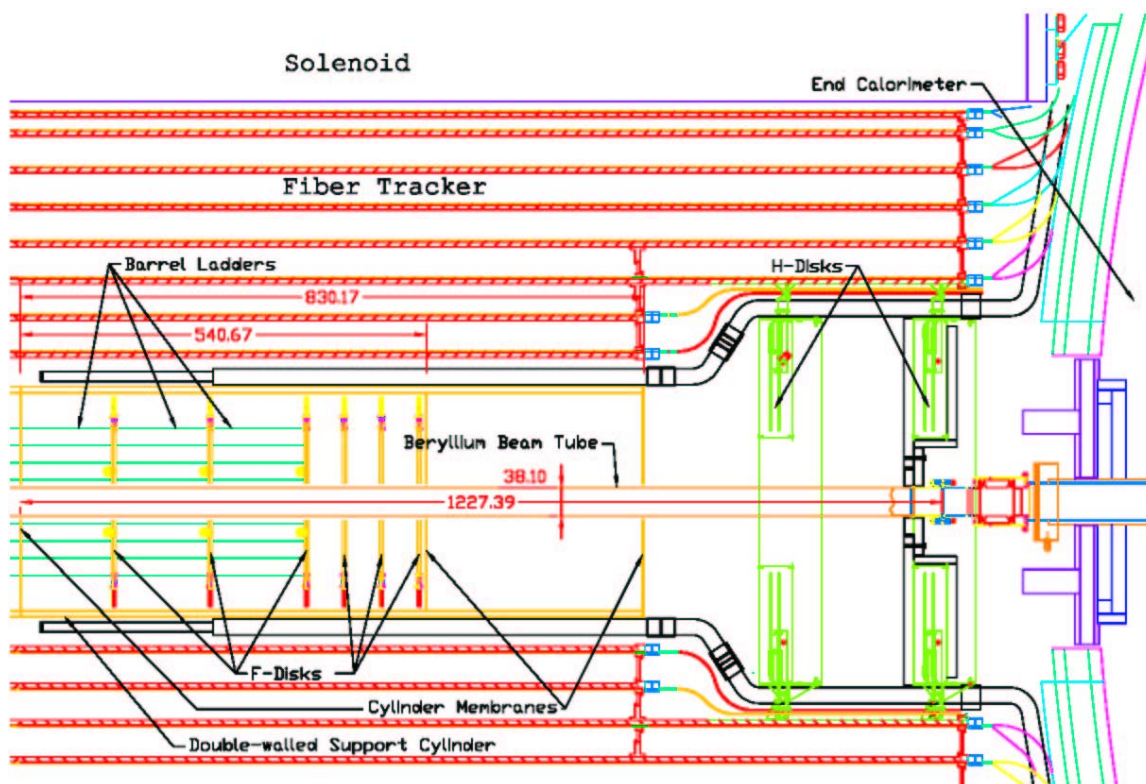 Solenoid
End Calorimeter
Fiber Tracker
Barrel Ladders
H-Disks
830.17
540.67
Beryllium Beam Tube
38.10
1227.39
F-Disks
Cylinder Membranes
Double-walled Support Cylinder